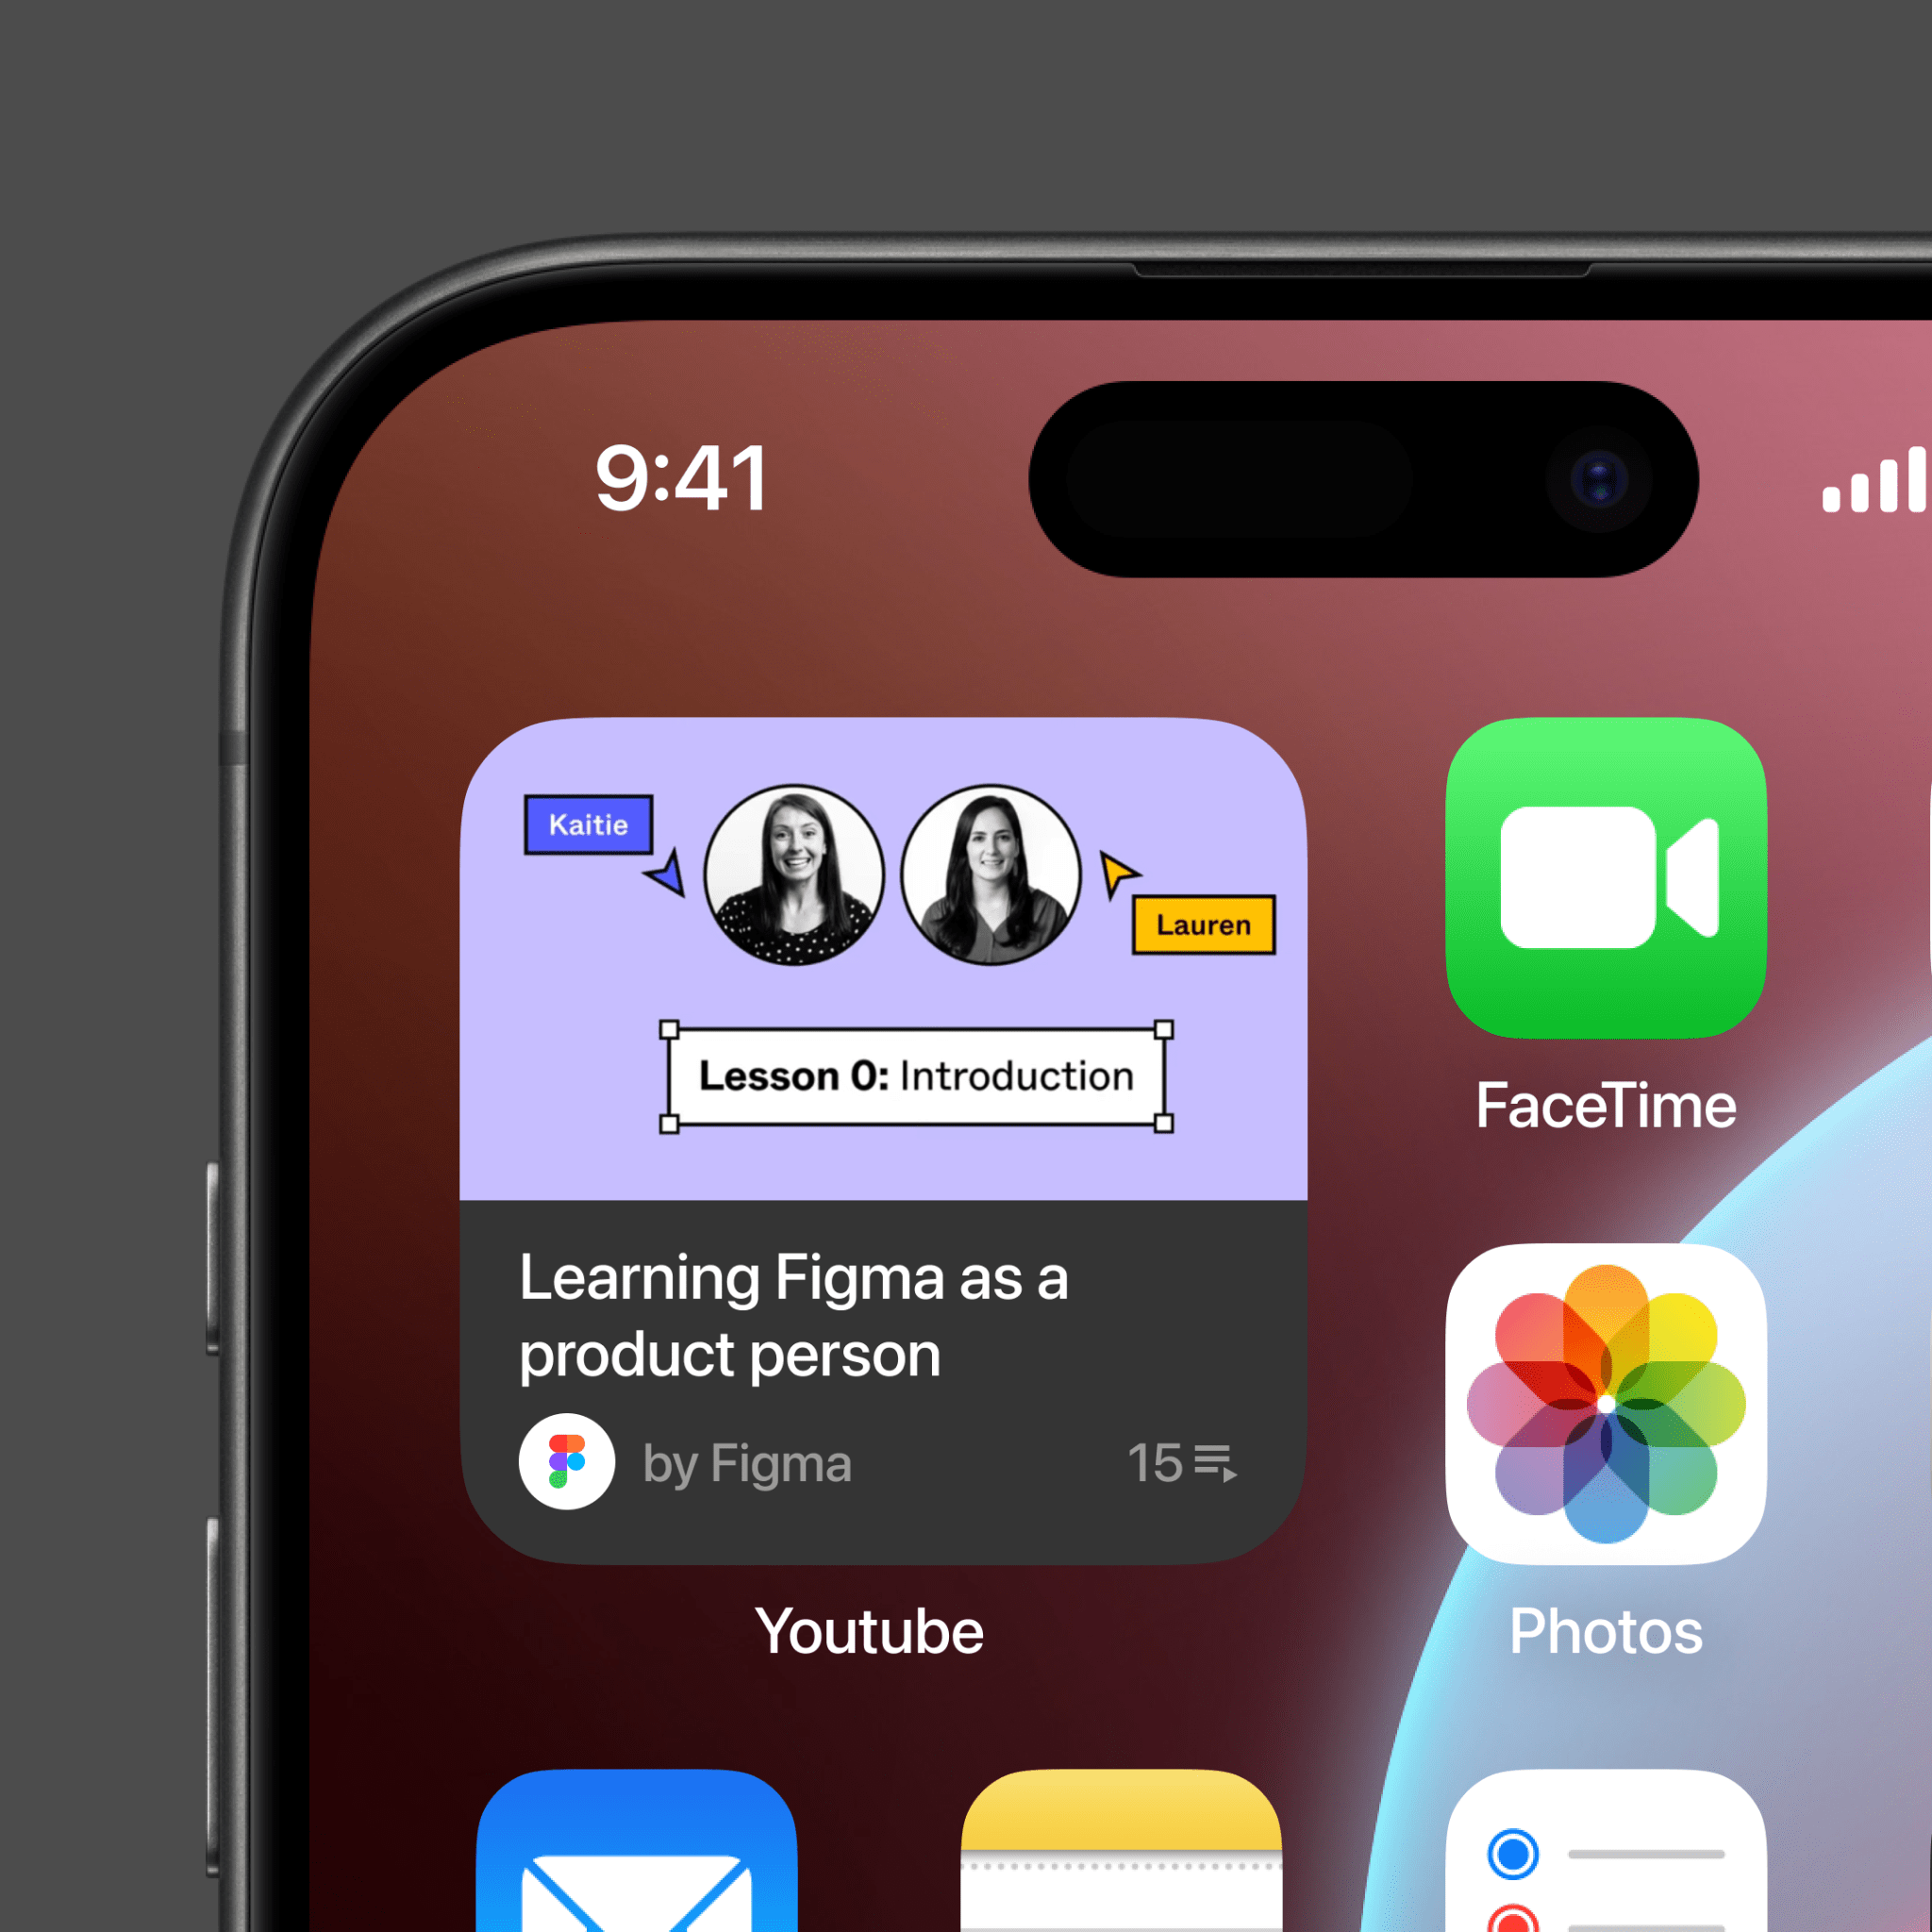 9:41
Kaitie
Lauren
Lesson 0: Introduction
Learning Figma as a
product person
by Figma
15
Youtube
FaceTime
Photos